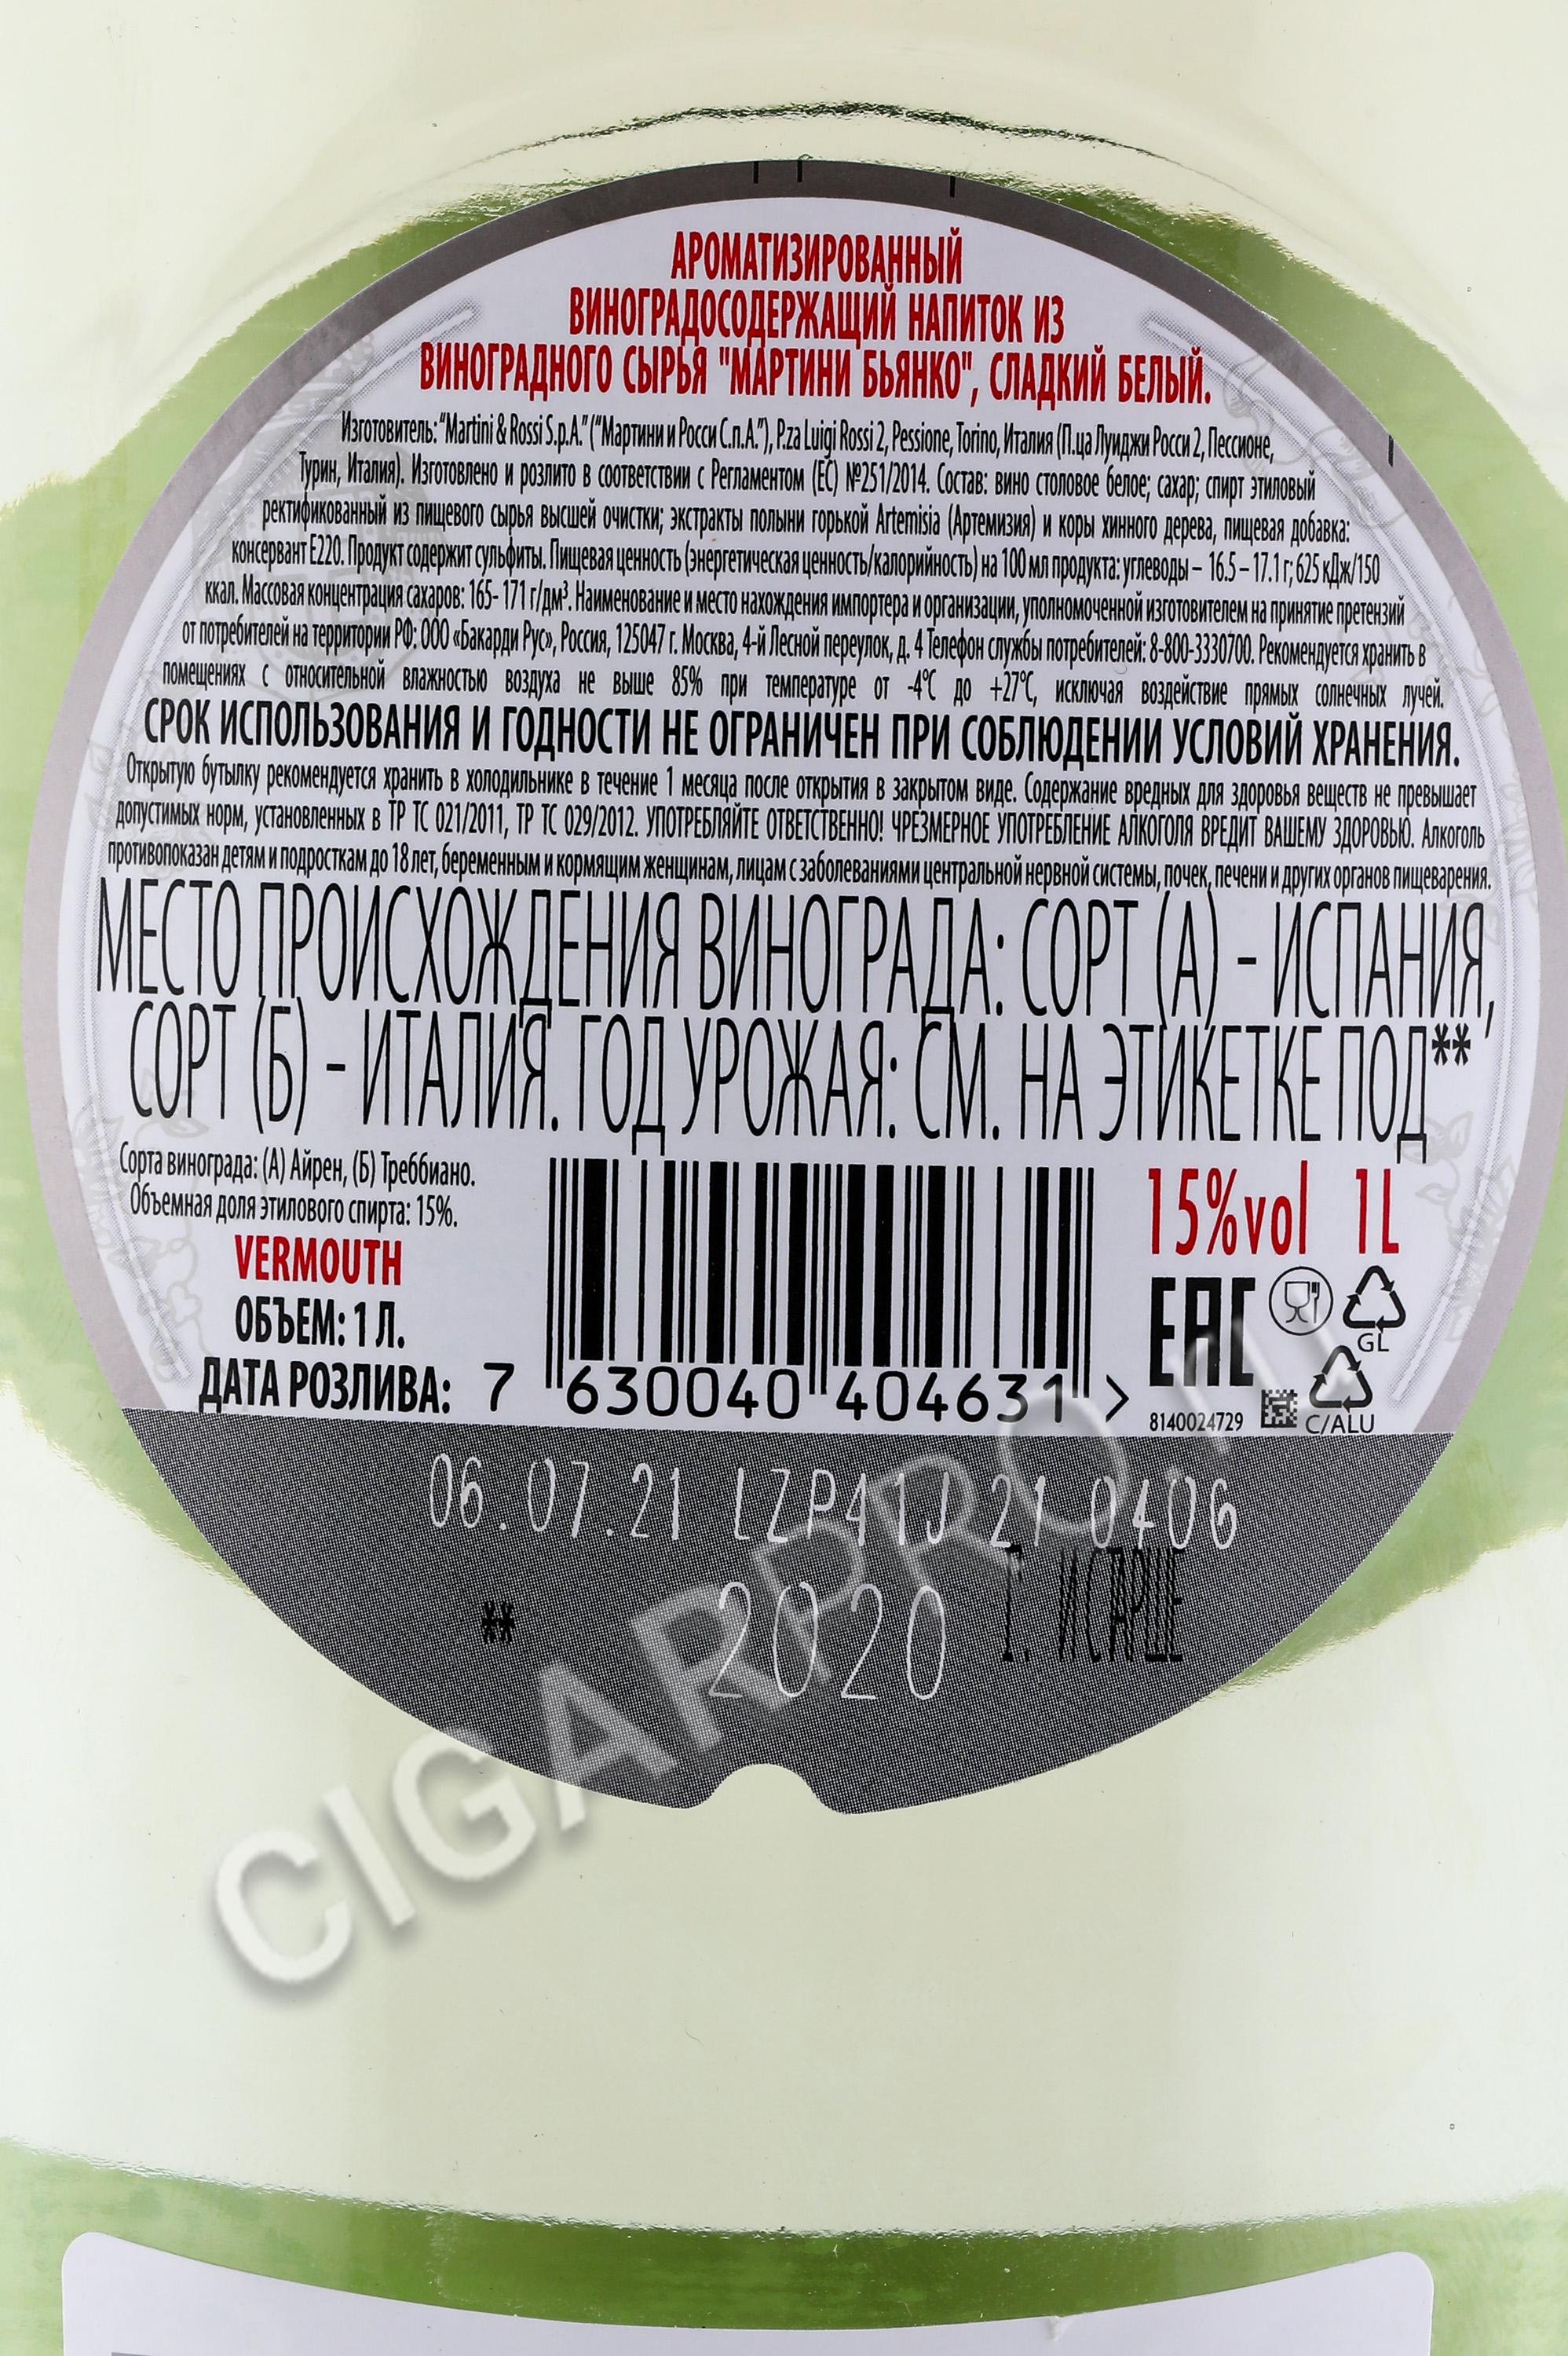 АРОМАТИЗИРОВАННЫЙ
ВИНОГРАДОСОДЕРЖАЩИЙ НАПИТОК ИЗ
ВИНОГРАДНОГО СЫРЬЯ "МАРТИНИ БЬЯНКО", СЛАДКИЙ БЕЛЫЙ.
Изготовитель: "Martini & Rossi S.p.A." ("Мартини и Росси С.п.А."), P.za Luigi Rossi 2, Pessione, Torino, Италия (П.ца Луиджи Росси 2, Пессионе,
Турин, Италия). Изготовлено и розлито в соответствии с Регламентом (ЕС) №251/2014. Состав: вино столовое белое; сахар; спирт этиловый
ректификованный из пищевого сырья высшей очистки; экстракты полыни горькой Artemisia (Артемизия) и коры хинного дерева, пищевая добавка:
консервант Е220. Продукт содержит сульфиты. Пищевая ценность (энергетическая ценность/калорийность) на 100 мл продукта: углеводы – 16.5 – 17.1 г; 625 кДж/150
ккал. Массовая концентрация сахаров: 165- 171 г/дм³. Наименование и место нахождения импортера и организации, уполномоченной изготовителем на принятие претензий
от потребителей на территории РФ: ООО «Бакарди Рус», Россия, 125047 г. Москва, 4-й Лесной переулок, д. 4 Телефон службы потребителей: 8-800-3330700. Рекомендуется хранить в
помещениях с относительной влажностью воздуха не выше 85% при температуре от -4°C до +27°C, исключая воздействие прямых солнечных лучей.
СРОК ИСПОЛЬЗОВАНИЯ И ГОДНОСТИ НЕ ОГРАНИЧЕН ПРИ СОБЛЮДЕНИИ УСЛОВИЙ ХРАНЕНИЯ.
Открытую бутылку рекомендуется хранить в холодильнике в течение 1 месяца после открытия в закрытом виде. Содержание вредных для здоровья веществ не превышает
допустимых норм, установленных в ТР ТС 021/2011, ТР ТС 029/2012. УПОТРЕБЛЯЙТЕ ОТВЕТСТВЕННО! ЧРЕЗМЕРНОЕ УПОТРЕБЛЕНИЕ АЛКОГОЛЯ ВРЕДИТ ВАШЕМУ ЗДОРОВЬЮ. Алкоголь
противопоказан детям и подросткам до 18 лет, беременным и кормящим женщинам, лицам с заболеваниями центральной нервной системы, почек, печени и других органов пищеварения.
МЕСТО ПРОИСХОЖДЕНИЯ ВИНОГРАДА: СОРТ (А) – ИСПАНИЯ,
СОРТ (Б) – ИТАЛИЯ. ГОД УРОЖАЯ: СМ. НА ЭТИКЕТКЕ ПОД**
Сорта винограда: (А) Айрен, (Б) Треббиано.
Объемная доля этилового спирта: 15%.
VERMOUTH
ОБЪЕМ: 1 Л.
ДАТА РОЗЛИВА:
7 630040 404631 >
15%vol 1L
EAC
GL
8140024729
C/ALU
06.07.21 LZP41J 21 0406
** 2020 Г.
CIGARPRO.ru